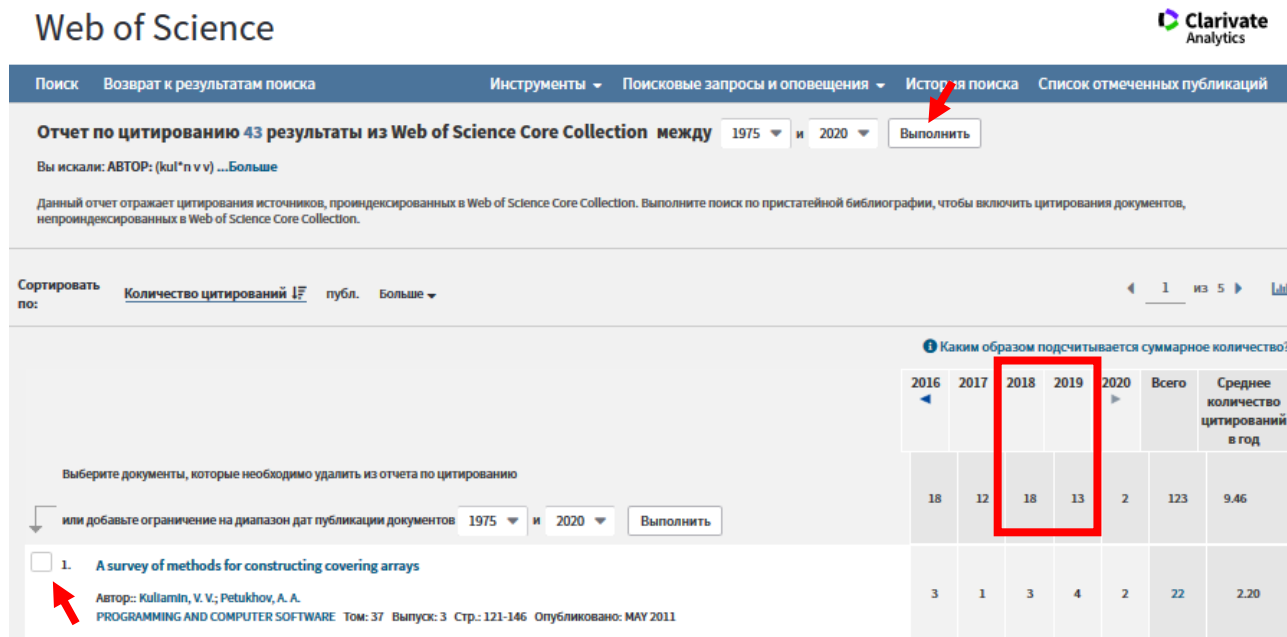 Web of Science
Clarivate
Analytics
Поиск Возврат к результатам поиска Инструменты Поисковые запросы и оповещения История поиска Список отмеченных публикаций
Отчет по цитированию 43 результаты из Web of Science Core Collection между 1975 и 2020 Выполнить
Вы искали: АВТОР: (kul*n v v) ...Больше
Данный отчет отражает цитирования источников, проиндексированных в Web of Science Core Collection. Выполните поиск по пристатейной библиографии, чтобы включить цитирования документов,
непроиндексированных в Web of Science Core Collection.
Сортировать
по:
Количество цитирований публ. Больше
1 из 5
Каким образом подсчитывается суммарное количество?
2016 2017 2018 2019 2020 Всего Среднее
количество
цитирований
в год
Выберите документы, которые необходимо удалить из отчета по цитированию
18 12 18 13 2 123 9.46
или добавьте ограничение на диапазон дат публикации документов 1975 и 2020 Выполнить
1. A survey of methods for constructing covering arrays
Автор:: Kuliamin, V. V.; Petukhov, A. A.
3 1 3 4 2 22 2.20
PROGRAMMING AND COMPUTER SOFTWARE Том: 37 Выпуск: 3 Стр.: 121-146 Опубликовано: MAY 2011